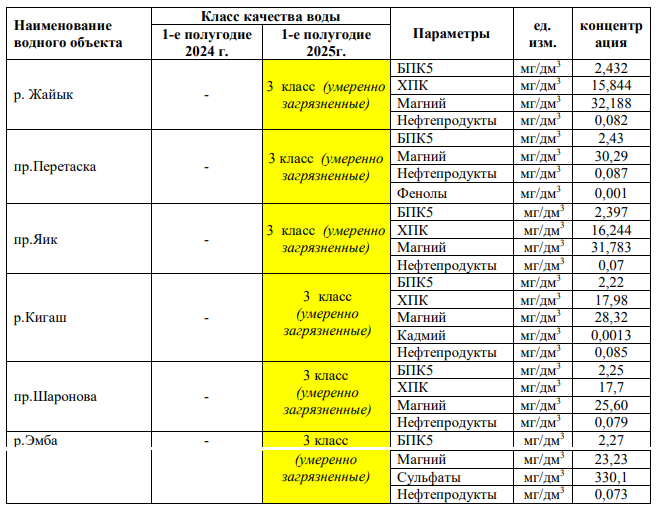 Наименование водного объекта | Класс качества воды | Параметры | ед. изм. | концентр ация
1-е полугодие 2024 г. | 1-е полугодие 2025г.
р. Жайык | - | 3 класс (умеренно загрязненные) | БПК5 | мг/дм³ | 2,432
ХПК | мг/дм³ | 15,844
Магний | мг/дм³ | 32,188
Нефтепродукты | мг/дм³ | 0,082
пр.Перетаска | - | 3 класс (умеренно загрязненные) | БПК5 | мг/дм³ | 2,43
Магний | мг/дм³ | 30,29
Нефтепродукты | мг/дм³ | 0,087
Фенолы | мг/дм³ | 0,001
пр.Яик | - | 3 класс (умеренно загрязненные) | БПК5 | мг/дм³ | 2,397
ХПК | мг/дм³ | 16,244
Магний | мг/дм³ | 31,783
Нефтепродукты | мг/дм³ | 0,07
р.Кигаш | - | 3 класс (умеренно загрязненные) | БПК5 | мг/дм³ | 2,22
ХПК | мг/дм³ | 17,98
Магний | мг/дм³ | 28,32
Кадмий | мг/дм³ | 0,0013
Нефтепродукты | мг/дм³ | 0,085
пр.Шаронова | - | 3 класс (умеренно загрязненные) | БПК5 | мг/дм³ | 2,25
ХПК | мг/дм³ | 17,7
Магний | мг/дм³ | 25,60
Нефтепродукты | мг/дм³ | 0,079
р.Эмба | - | 3 класс | БПК5 | мг/дм³ | 2,27
(умеренно загрязненные) | Магний | мг/дм³ | 23,23
Сульфаты | мг/дм³ | 330,1
Нефтепродукты | мг/дм³ | 0,073